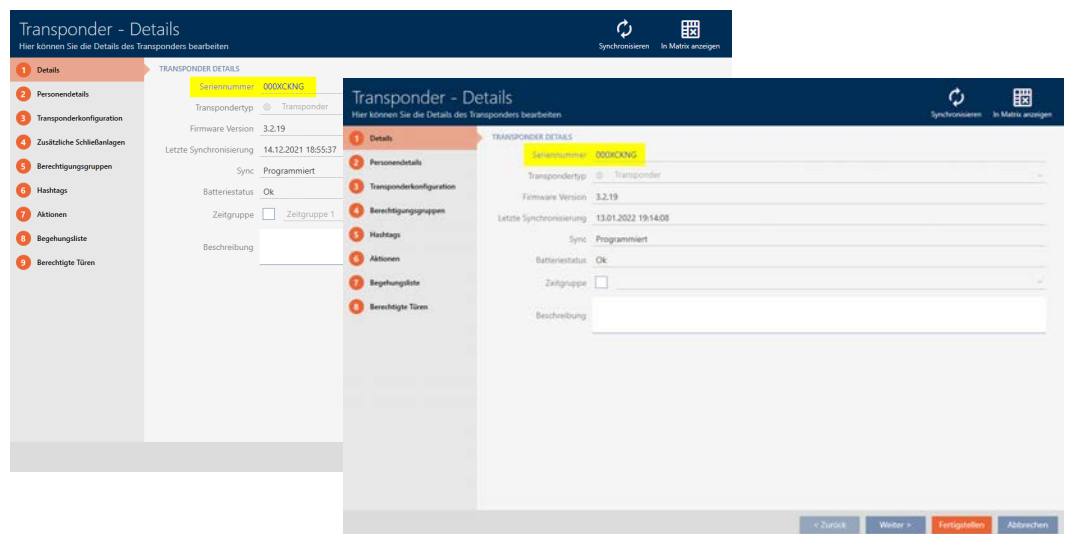 Transponder - Details
Hier können Sie die Details des Transponders bearbeiten
Synchronisieren
In Matrix anzeigen
1 Details
2 Personendetails
3 Transponderkonfiguration
4 Zusätzliche Schließanlagen
5 Berechtigungsgruppen
6 Hashtags
7 Aktionen
8 Begehungsliste
9 Berechtigte Türen
TRANSPONDER DETAILS
Seriennummer 000XCKNG
Transpondertyp Transponder
Firmware Version 3.2.19
Letzte Synchronisierung 14.12.2021 18:55:37
Sync Programmiert
Batteriestatus Ok
Zeitgruppe Zeitgruppe 1
Beschreibung
Transponder - Details
Hier können Sie die Details des Transponders bearbeiten
Synchronisieren
In Matrix anzeigen
1 Details
2 Personendetails
3 Transponderkonfiguration
4 Berechtigungsgruppen
5 Hashtags
6 Aktionen
7 Begehungsliste
8 Berechtigte Türen
TRANSPONDER DETAILS
Seriennummer 000XCKNG
Transpondertyp Transponder
Firmware Version 3.2.19
Letzte Synchronisierung 13.01.2022 19:14:08
Sync Programmiert
Batteriestatus Ok
Zeitgruppe
Beschreibung
< Zurück
Weiter >
Fertigstellen
Abbrechen